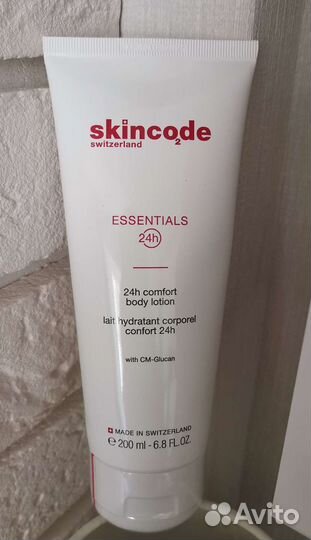 skincode
2
switzerland
ESSENTIALS
24h
24h comfort
body lotion
lait hydratant corporel
confort 24h
with CM-Glucan
MADE IN SWITZERLAND
e 200 ml - 6.8 FL.OZ.
Avito